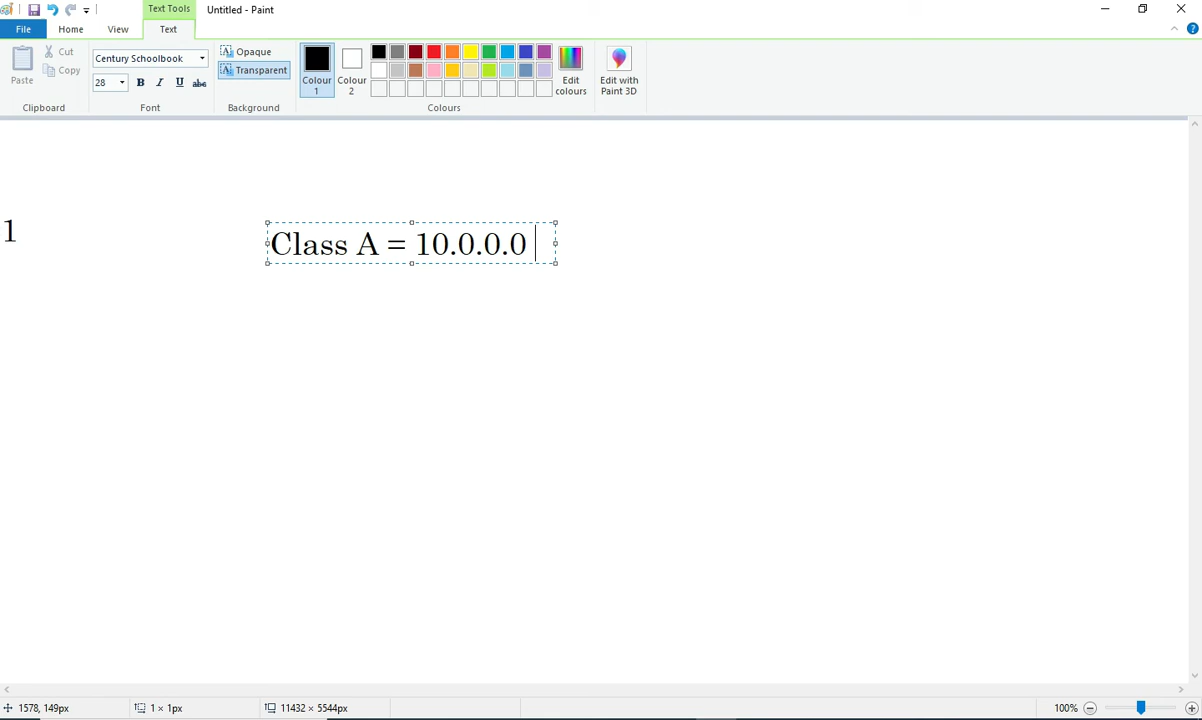 Text Tools
Untitled - Paint
File
Home
View
Text
Paste
Cut
Copy
Clipboard
Century Schoolbook
28
B I U abc
Font
Opaque
Transparent
Background
Colour 1
Colour 2
Edit colours
Colours
Edit with Paint 3D
1
Class A = 10.0.0.0
1578, 149px
1 × 1px
11432 × 5544px
100%